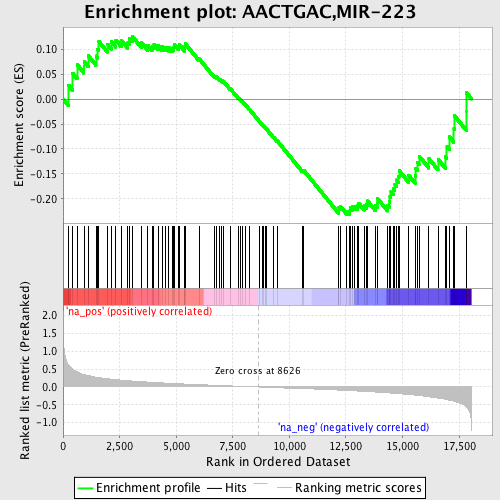 Enrichment plot: AACTGAC,MIR-223
Enrichment score (ES)
0.10
0.05
0.00
-0.05
-0.10
-0.15
-0.20
'na_pos' (positively correlated)
Ranked list metric (PreRanked)
2.0
1.5
1.0
0.5
0.0
-0.5
-1.0
Zero cross at 8626
'na_neg' (negatively correlated)
0
2,500
5,000
7,500
10,000
12,500
15,000
17,500
Rank in Ordered Dataset
Enrichment profile
Hits
Ranking metric scores